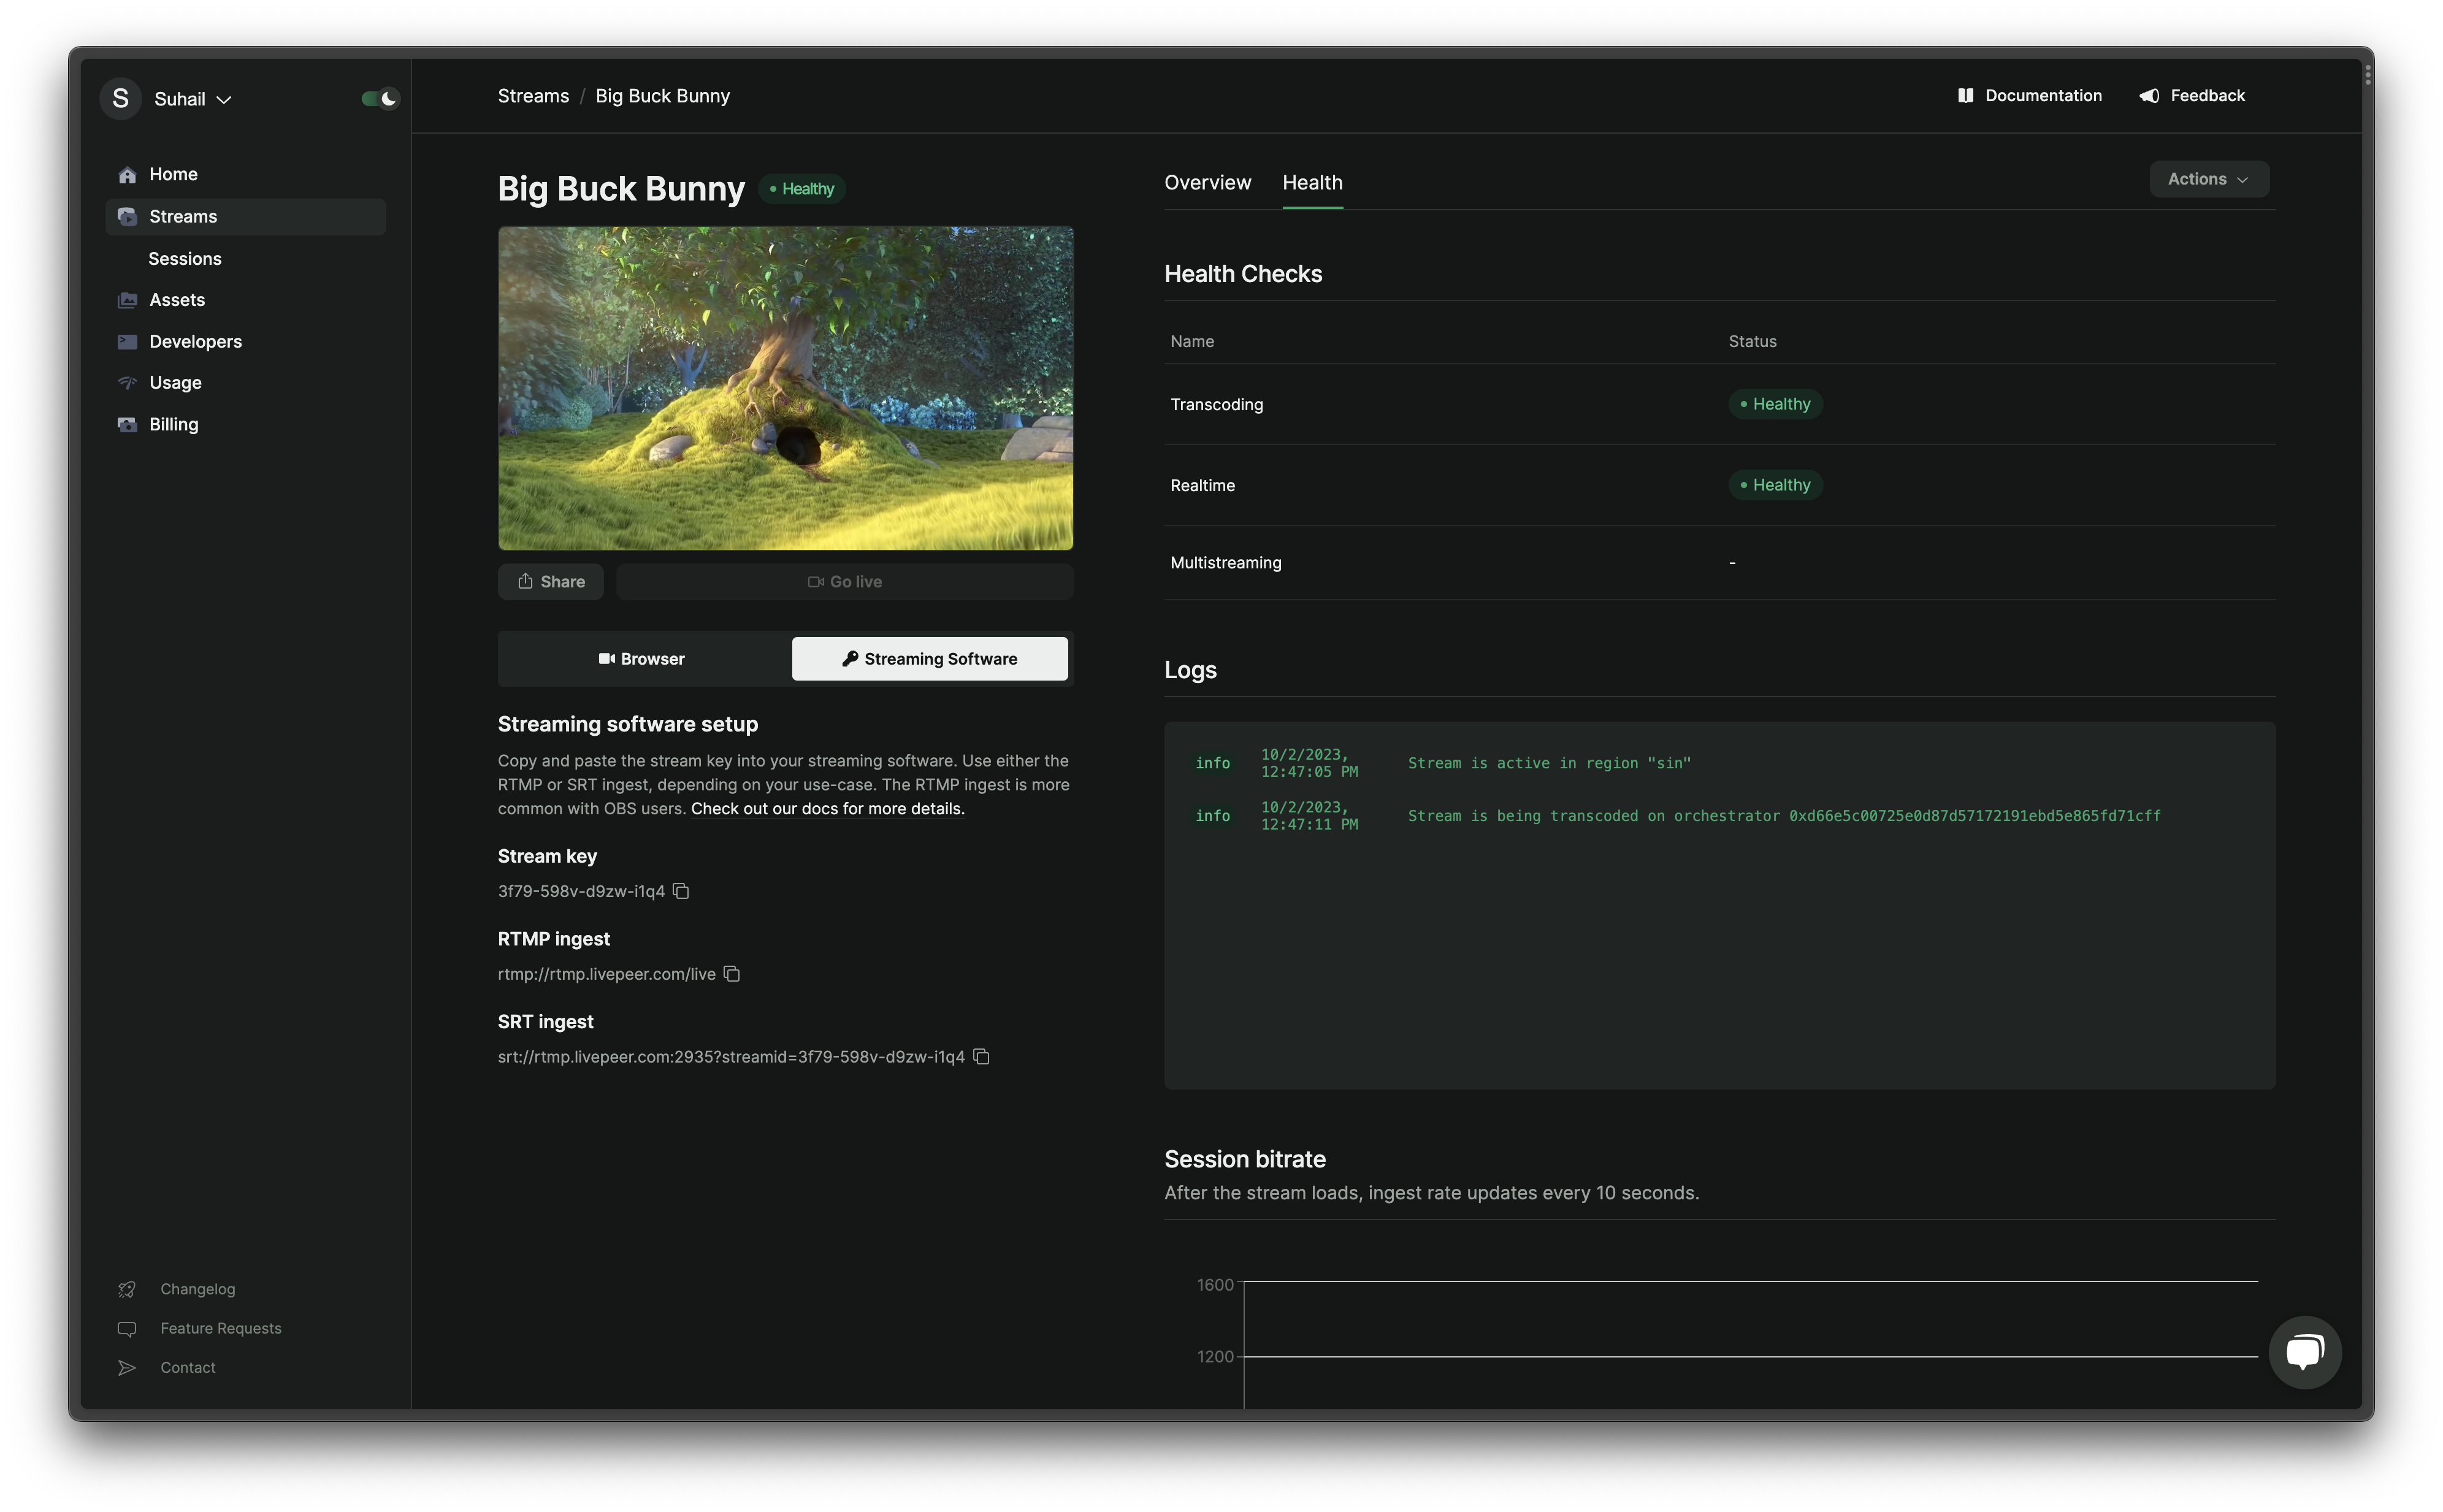 S Suhail
Home
Streams
Sessions
Assets
Developers
Usage
Billing
Changelog
Feature Requests
Contact
Streams / Big Buck Bunny
Documentation
Feedback
Big Buck Bunny
• Healthy
Share
Go live
Browser
Streaming Software
Streaming software setup
Copy and paste the stream key into your streaming software. Use either the
RTMP or SRT ingest, depending on your use-case. The RTMP ingest is more
common with OBS users. Check out our docs for more details.
Stream key
3f79-598v-d9zw-i1q4
RTMP ingest
rtmp://rtmp.livepeer.com/live
SRT ingest
srt://rtmp.livepeer.com:2935?streamid=3f79-598v-d9zw-i1q4
Overview Health
Actions
Health Checks
Name Status
Transcoding • Healthy
Realtime • Healthy
Multistreaming -
Logs
info 10/2/2023, 12:47:05 PM Stream is active in region "sin"
info 10/2/2023, 12:47:11 PM Stream is being transcoded on orchestrator 0xd66e5c00725e0d87d57172191ebd5e865fd71cff
Session bitrate
After the stream loads, ingest rate updates every 10 seconds.
1600
1200